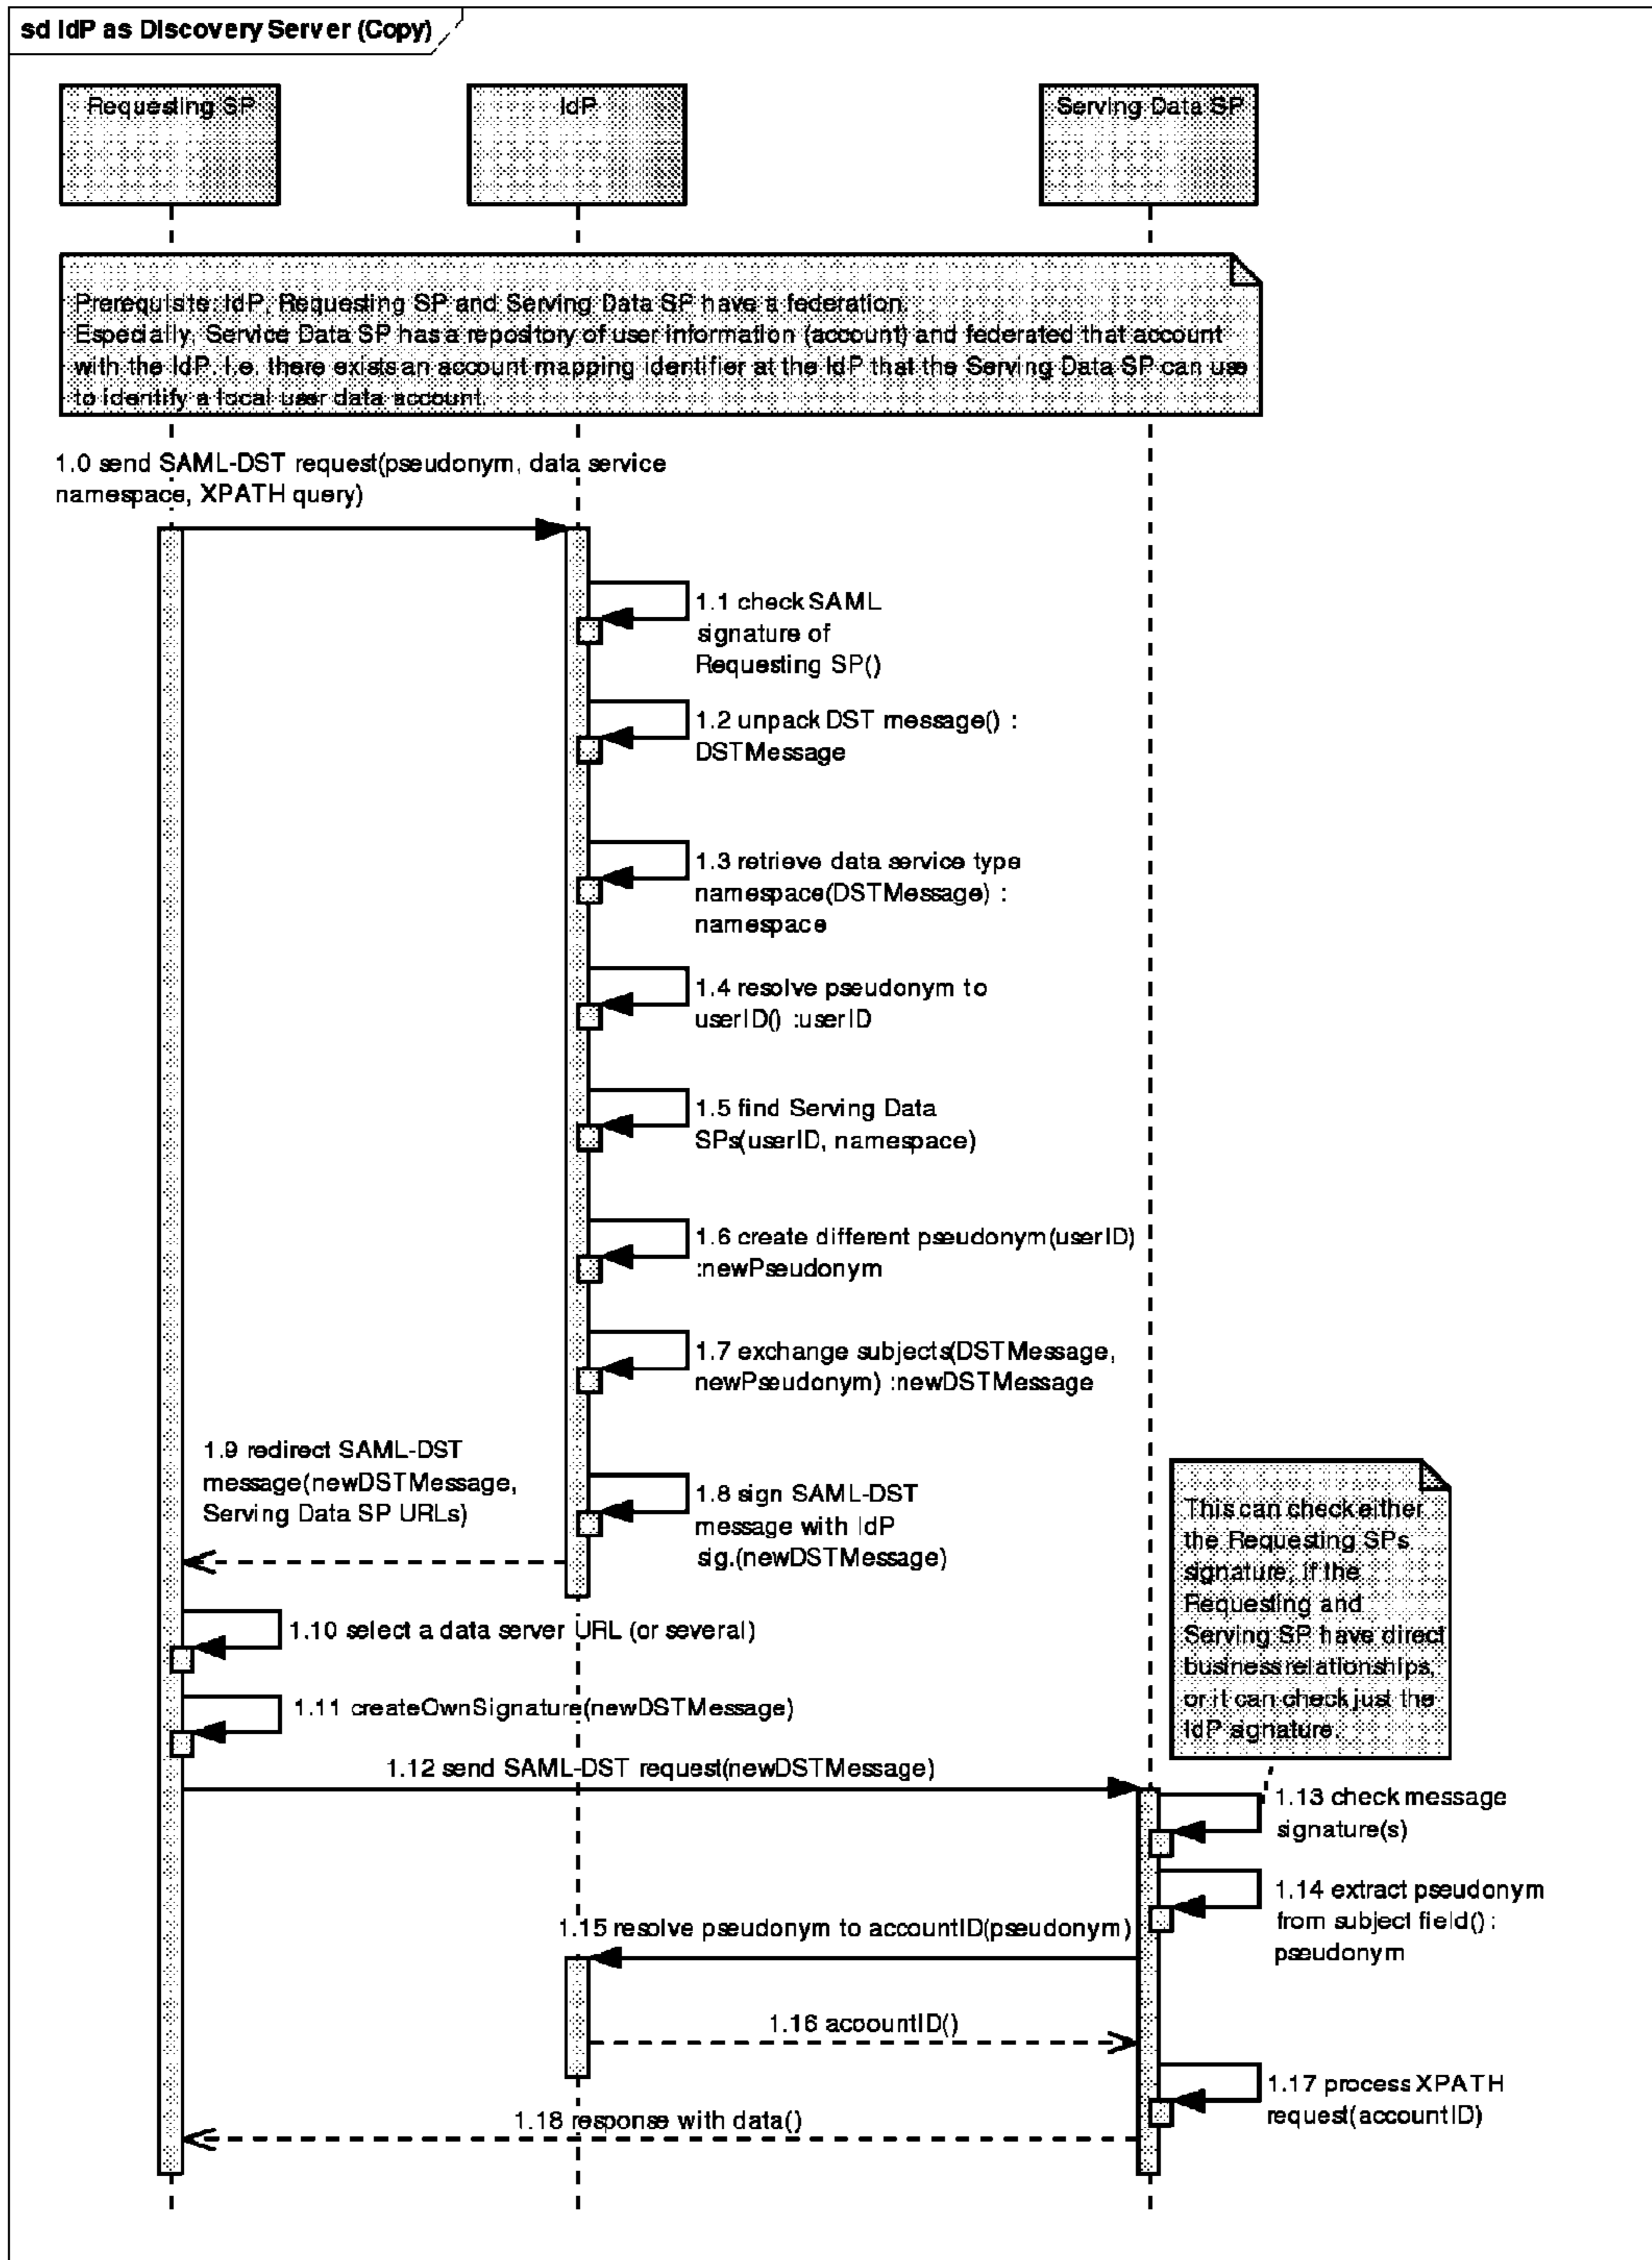 sd IdP as Discovery Server (Copy)
Requesting SP
IdP
Serving Data SP
Prerequisite: IdP, Requesting SP and Serving Data SP have a federation.
Especially, Service Data SP has a repository of user information (account) and federated that account
with the IdP. I.e. there exists an account mapping identifier at the IdP that the Serving Data SP can use
to identify a local user data account.
1.0 send SAML-DST request(pseudonym, data service
namespace, XPATH query)
1.1 check SAML
signature of
Requesting SP()
1.2 unpack DST message() :
DSTMessage
1.3 retrieve data service type
namespace(DSTMessage) :
namespace
1.4 resolve pseudonym to
userID() :userID
1.5 find Serving Data
SPs(userID, namespace)
1.6 create different pseudonym(userID)
:newPseudonym
1.7 exchange subjects(DSTMessage,
newPseudonym) :newDSTMessage
1.8 sign SAML-DST
message with IdP
sig.(newDSTMessage)
1.9 redirect SAML-DST
message(newDSTMessage,
Serving Data SP URLs)
This can check either
the Requesting SPs
signature, if the
Requesting and
Serving SP have direct
business relationships,
or it can check just the
IdP signature.
1.10 select a data server URL (or several)
1.11 createOwnSignature(newDSTMessage)
1.12 send SAML-DST request(newDSTMessage)
1.13 check message
signature(s)
1.14 extract pseudonym
from subject field() :
pseudonym
1.15 resolve pseudonym to accountID(pseudonym)
1.16 accountID()
1.17 process XPATH
request(accountID)
1.18 response with data()